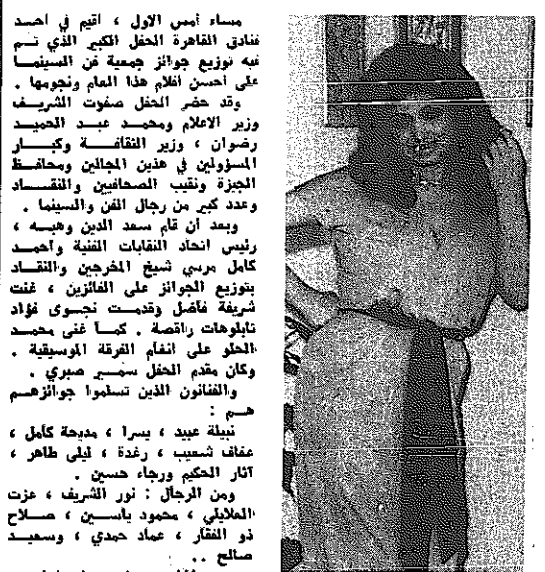 مساء أمس الاول ، اقيم في احد
فنادق القاهرة الحفل الكبير الذي تم
فيه توزيع جوائز جمعية فن السينما
على احسن أفلام هذا العام ونجومها .
وقد حضر الحفل صفوت الشريف
وزير الاعلام ومحمد عبد الحميد
رضوان ، وزير الثقافة وكبار
المسؤولين في هذين المجالين ومحافظ
الجيزة ونقيب الصحافيين والنقاد
وعدد كبير من رجال الفن والسينما .
وبعد أن قام سعد الدين وهبه ،
رئيس اتحاد النقابات الفنية واحمد
كامل مرسي شيخ المخرجين والنقاد
بتوزيع الجوائز على الفائزين ، غنت
شريفة فاضل وقدمت نجوى فؤاد
تابلوهات راقصة . كما غنى محمد
الحلو على انغام الفرقة الموسيقية .
وكان مقدم الحفل سمير صبري .
والفنانون الذين تسلموا جوائزهم
هم :
نبيلة عبيد ، يسرا ، مديحة كامل ،
عفاف شعيب ، رغدة ، ليلى طاهر ،
آثار الحكيم ورجاء حسين .
ومن الرجال : نور الشريف ، عزت
العلايلي ، محمود ياسين ، صلاح
ذو الفقار ، عماد حمدي ، وسعيد
صالح ..